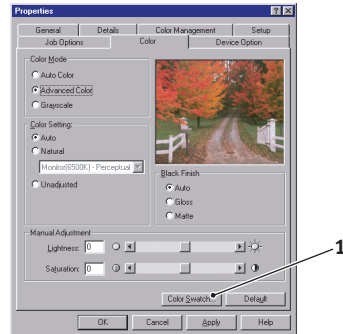 Properties
General Details Color Management Setup
Job Options Color Device Option
Color Mode
Auto Color
Advanced Color
Grayscale
Color Setting:
Auto
Natural
Monitor(6500K) - Perceptual
Unadjusted
Black Finish
Auto
Gloss
Matte
Manual Adjustment
Lightness: 0
Saturation: 0
1
Color Swatch... Default
OK Cancel Apply Help